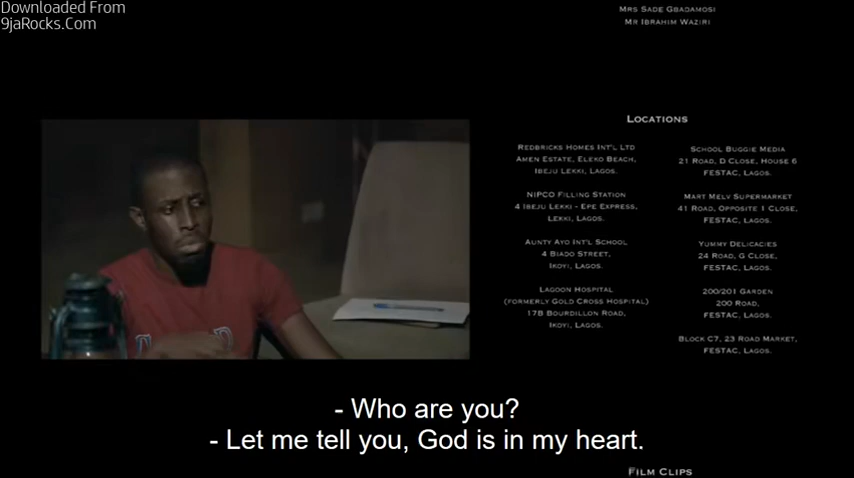 Downloaded From
9jaRocks.Com
Mrs Sade Gbadamosi
Mr Ibrahim Waziri
Locations
Redbricks Homes Int'l Ltd
Amen Estate, Eleko Beach,
Ibeju Lekki, Lagos.
NIPCO Filling Station
4 Ibeju Lekki - Epe Express,
Lekki, Lagos.
Aunty Ayo Int'l School
4 Biado Street,
Ikoyi, Lagos.
Lagoon Hospital
(formerly Gold Cross Hospital)
17B Bourdillon Road,
Ikoyi, Lagos.
School Buggie Media
21 Road, D Close, House 6
FESTAC, Lagos.
Mart Melv Supermarket
41 Road, Opposite I Close,
FESTAC, Lagos.
Yummy Delicacies
24 Road, G Close,
FESTAC, Lagos.
200/201 Garden
200 Road,
FESTAC, Lagos.
Block C7, 23 Road Market,
FESTAC, Lagos.
- Who are you?
- Let me tell you, God is in my heart.
Film Clips